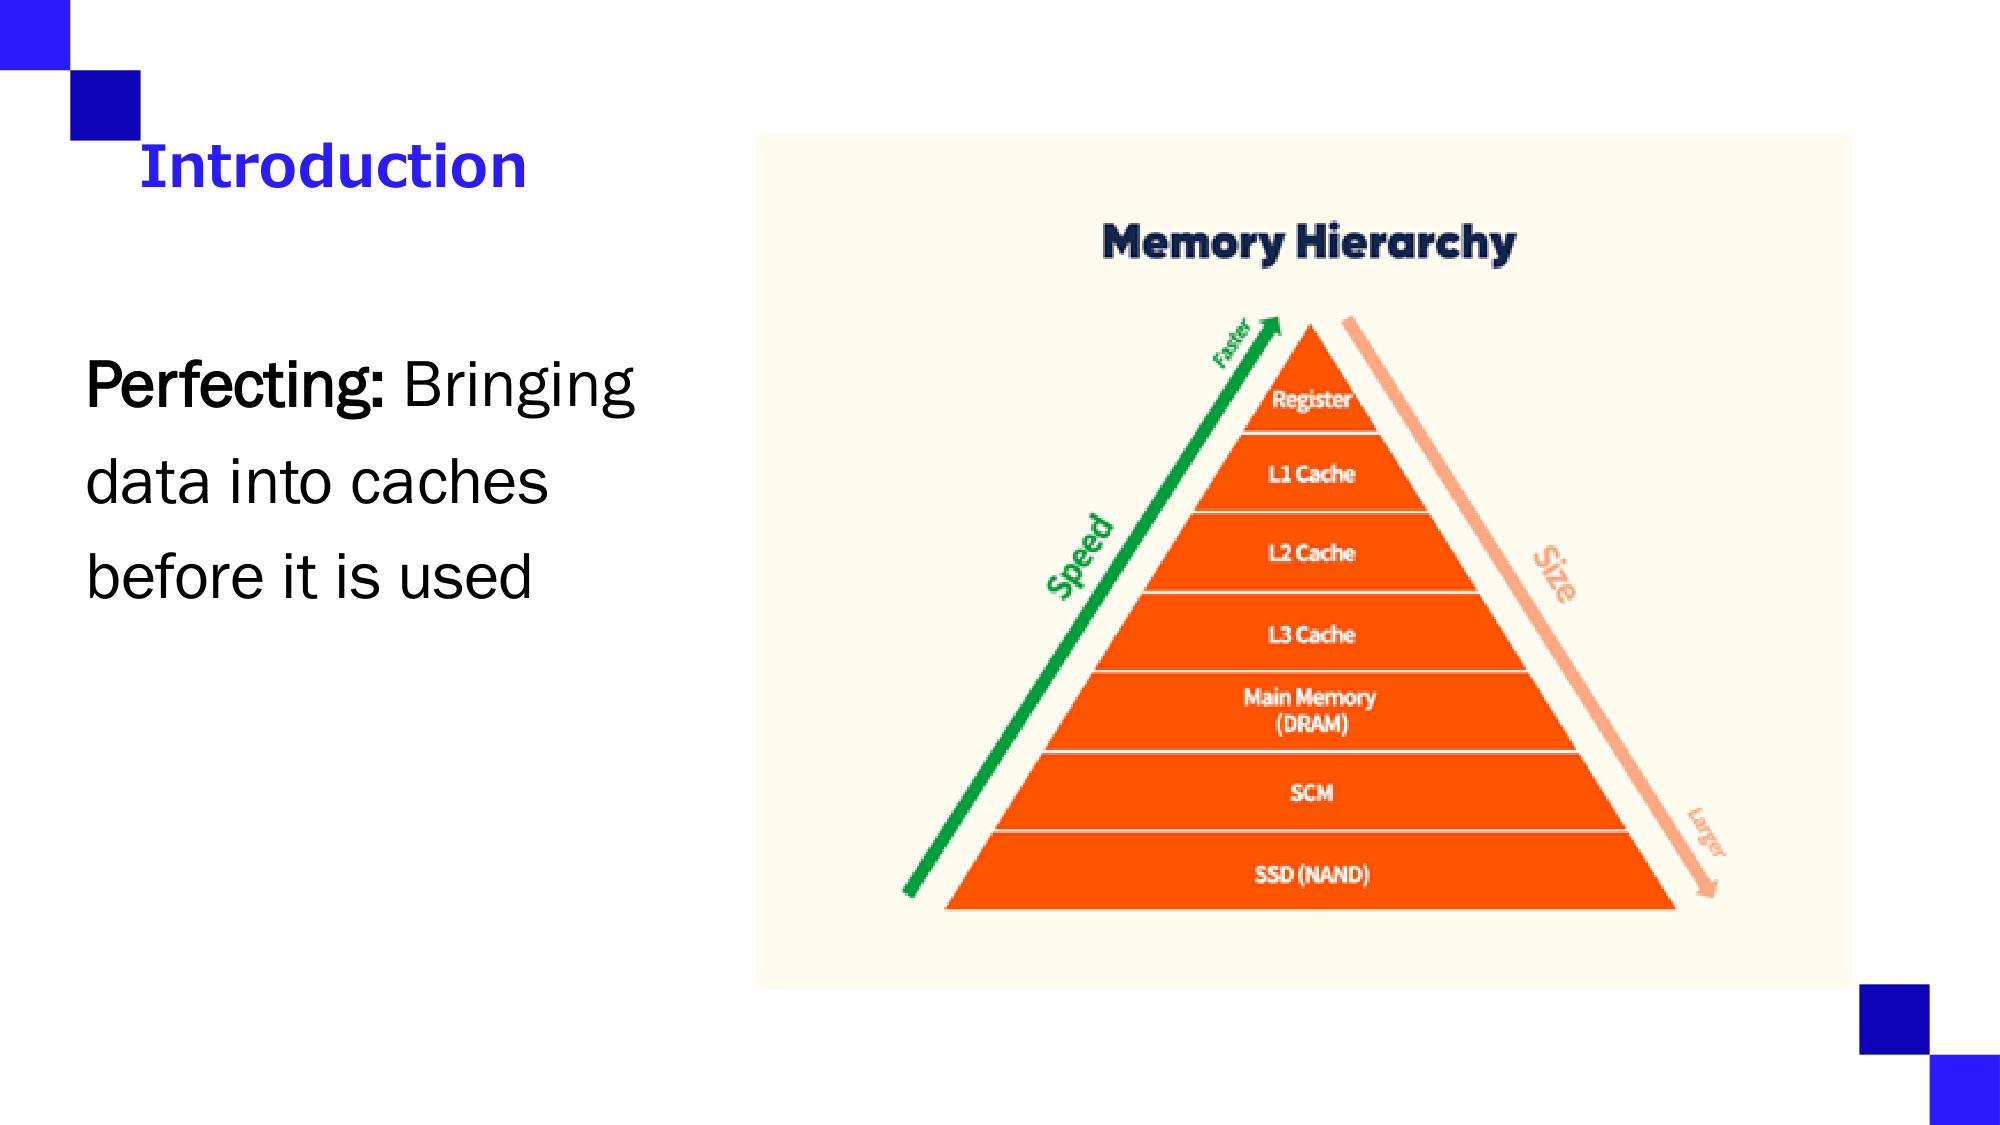 Introduction
Perfecting: Bringing
data into caches
before it is used
Memory Hierarchy
Faster
Speed
Register
L1 Cache
L2 Cache
L3 Cache
Main Memory
(DRAM)
SCM
SSD (NAND)
Size
Larger